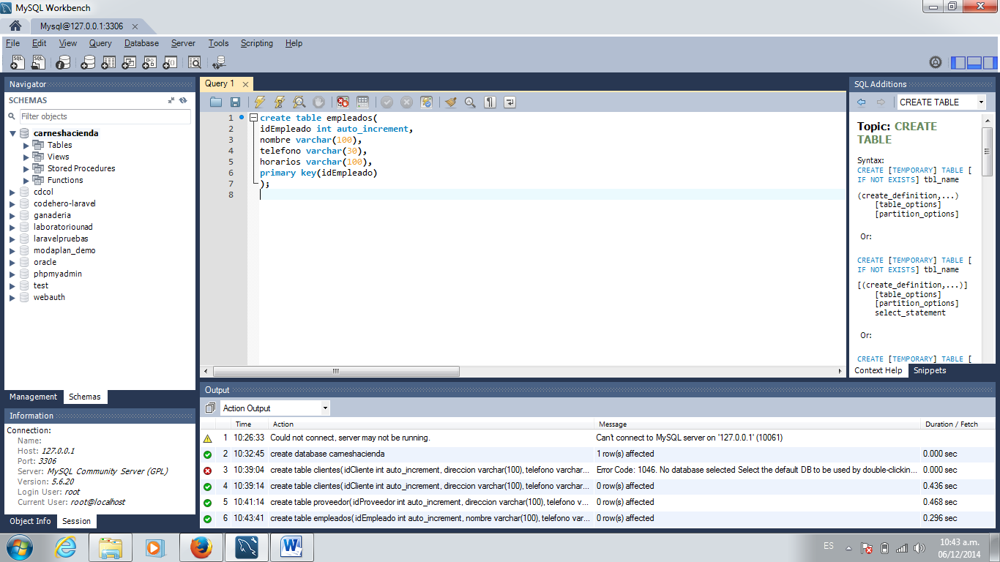 MySQL Workbench
Mysql@127.0.0.1:3306
File Edit View Query Database Server Tools Scripting Help
Navigator
SCHEMAS
Filter objects
carneshacienda
Tables
Views
Stored Procedures
Functions
cdcol
codehero-laravel
ganaderia
laboratoriounad
laravelpruebas
modaplan_demo
oracle
phpmyadmin
test
webauth
Management Schemas
Information
Connection:
Name:
Host: 127.0.0.1
Port: 3306
Server: MySQL Community Server (GPL)
Version: 5.6.20
Login User: root
Current User: root@localhost
Object Info Session
Query 1
1 create table empleados(
2 idEmpleado int auto_increment,
3 nombre varchar(100),
4 telefono varchar(30),
5 horarios varchar(100),
6 primary key(idEmpleado)
7 );
8
SQL Additions
CREATE TABLE
Topic: CREATE
TABLE
Syntax:
CREATE [TEMPORARY] TABLE [
IF NOT EXISTS] tbl_name
(create_definition,...)
[table_options]
[partition_options]
Or:
CREATE [TEMPORARY] TABLE [
IF NOT EXISTS] tbl_name
[(create_definition,...)]
[table_options]
[partition_options]
select_statement
Or:
CREATE [TEMPORARY] TABLE [
Context Help Snippets
Output
Action Output
Time Action Message Duration / Fetch
1 10:26:33 Could not connect, server may not be running. Can't connect to MySQL server on '127.0.0.1' (10061)
2 10:32:45 create database carneshacienda 1 row(s) affected 0.000 sec
3 10:39:04 create table clientes( idCliente int auto_increment, direccion varchar(100), telefono varchar... Error Code: 1046. No database selected Select the default DB to be used by double-clickin... 0.000 sec
4 10:39:14 create table clientes( idCliente int auto_increment, direccion varchar(100), telefono varchar... 0 row(s) affected 0.436 sec
5 10:41:14 create table proveedor( idProveedor int auto_increment, direccion varchar(100), telefono v... 0 row(s) affected 0.468 sec
6 10:43:41 create table empleados( idEmpleado int auto_increment, nombre varchar(100), telefono var... 0 row(s) affected 0.296 sec
ES
10:43 a.m.
06/12/2014